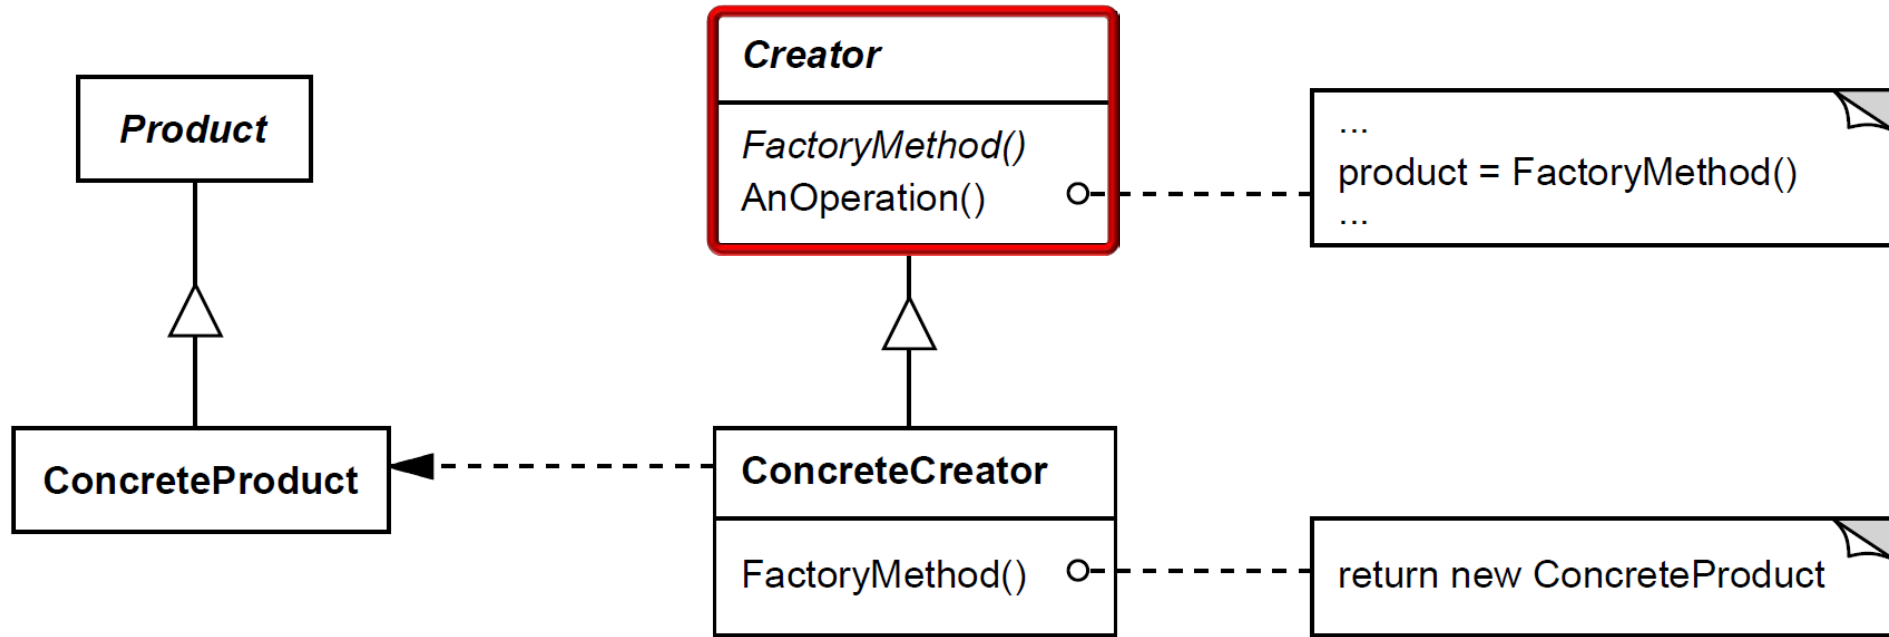 Product
Creator
FactoryMethod()
AnOperation()
...
product = FactoryMethod()
...
ConcreteProduct
ConcreteCreator
FactoryMethod()
return new ConcreteProduct